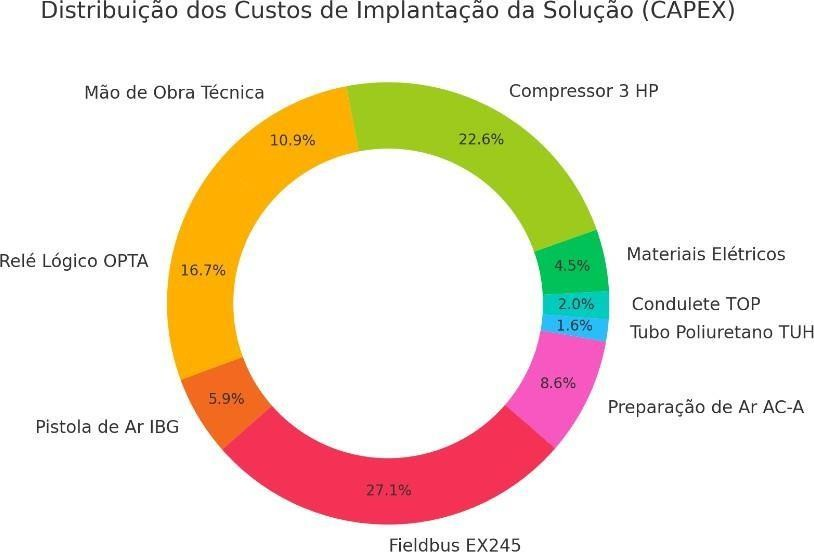 Distribuição dos Custos de Implantação da Solução (CAPEX)
Mão de Obra Técnica
Compressor 3 HP
10.9%
22.6%
Relé Lógico OPTA
16.7%
Materiais Elétricos
4.5%
Condulete TOP
2.0%
Tubo Poliuretano TUH
1.6%
Preparação de Ar AC-A
8.6%
Pistola de Ar IBG
5.9%
27.1%
Fieldbus EX245